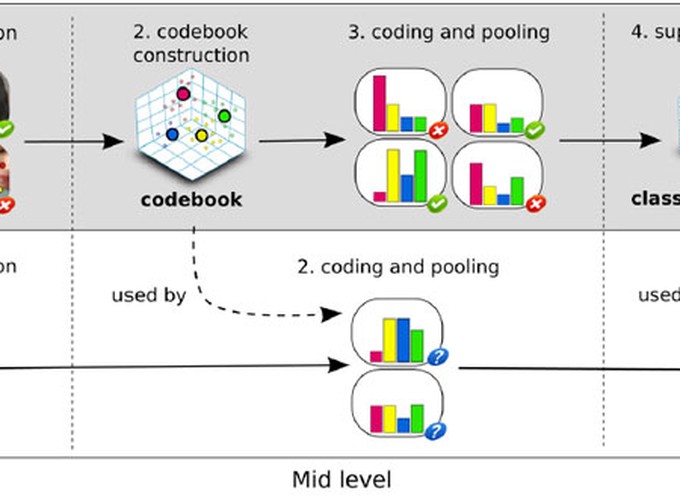 on
2. codebook
construction
3. coding and pooling
4. sup
codebook
class
on
2. coding and pooling
used by
used
?
?
Mid level